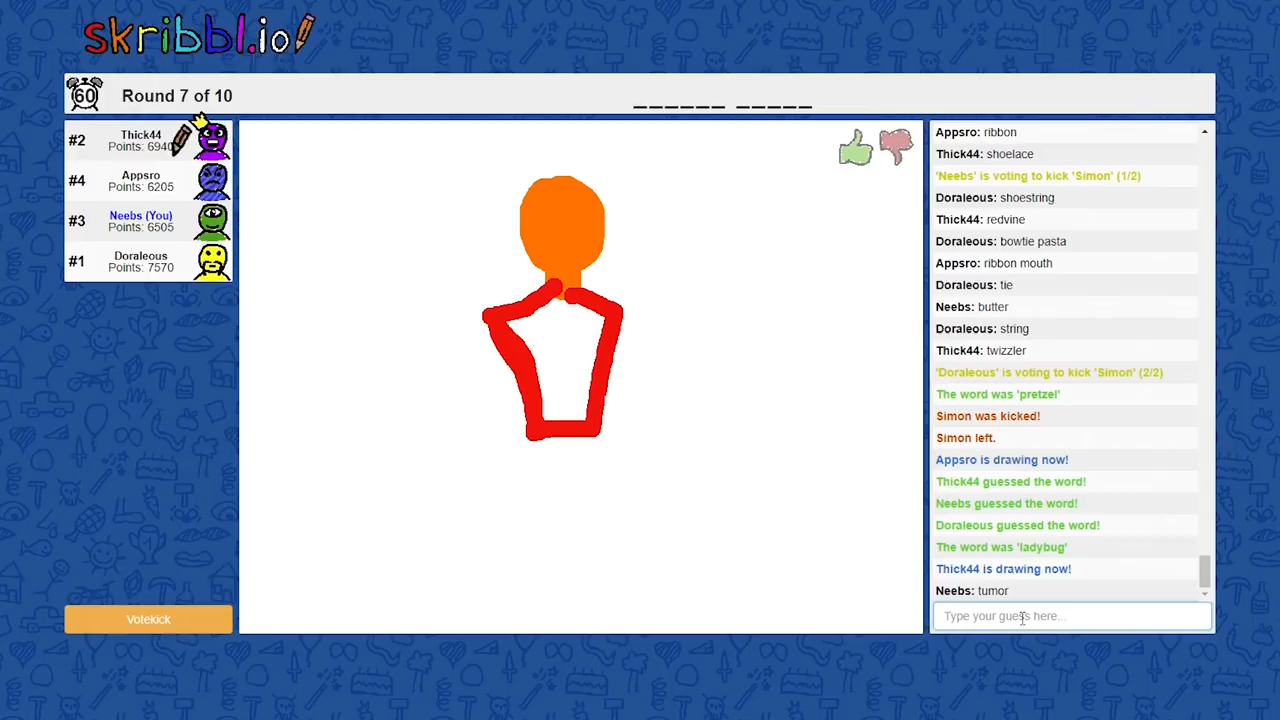 skribbl.io
60
Round 7 of 10
______ _____
#2
Thick44
Points: 6940
#4
Appsro
Points: 6205
#3
Neebs (You)
Points: 6505
#1
Doraleous
Points: 7570
Votekick
Appsro: ribbon
Thick44: shoelace
'Neebs' is voting to kick 'Simon' (1/2)
Doraleous: shoestring
Thick44: redvine
Doraleous: bowtie pasta
Appsro: ribbon mouth
Doraleous: tie
Neebs: butter
Doraleous: string
Thick44: twizzler
'Doraleous' is voting to kick 'Simon' (2/2)
The word was 'pretzel'
Simon was kicked!
Simon left.
Appsro is drawing now!
Thick44 guessed the word!
Neebs guessed the word!
Doraleous guessed the word!
The word was 'ladybug'
Thick44 is drawing now!
Neebs: tumor
Type your guess here...